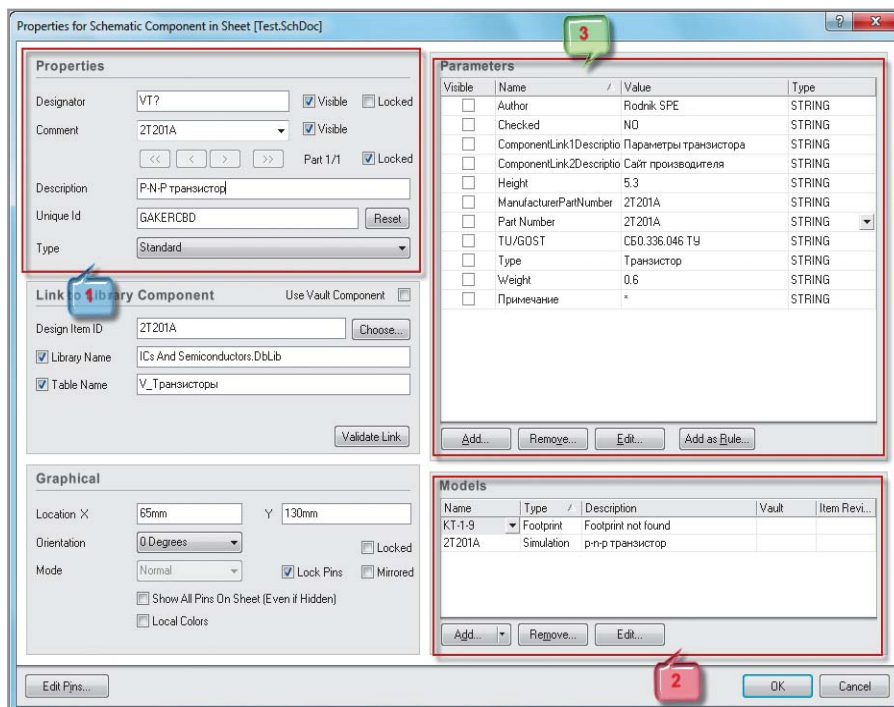 Properties for Schematic Component in Sheet [Test.SchDoc]
Properties
Designator VT? Visible Locked
Comment 2T201A Visible
<< < > >> Part 1/1 Locked
Description P-N-P транзистор
Unique Id GAKERCBD Reset
Type Standard
1
Link to Library Component Use Vault Component
Design Item ID 2T201A Choose...
Library Name ICs And Semiconductors.DbLib
Table Name V_Транзисторы
Validate Link
Graphical
Location X 65mm Y 130mm
Orientation 0 Degrees Locked
Mode Normal Lock Pins Mirrored
Show All Pins On Sheet (Even if Hidden)
Local Colors
Edit Pins...
3
Parameters
Visible Name Value Type
Author Rodnik SPE STRING
Checked NO STRING
ComponentLink1Descriptio Параметры транзистора STRING
ComponentLink2Descriptio Сайт производителя STRING
Height 5.3 STRING
ManufacturerPartNumber 2T201A STRING
Part Number 2T201A STRING
TU/GOST СБ0.336.046 ТУ STRING
Type Транзистор STRING
Weight 0.6 STRING
Примечание * STRING
Add... Remove... Edit... Add as Rule...
Models
Name Type Description Vault Item Revi...
KT-1-9 Footprint Footprint not found
2T201A Simulation р-n-р транзистор
Add... Remove... Edit...
2
OK Cancel